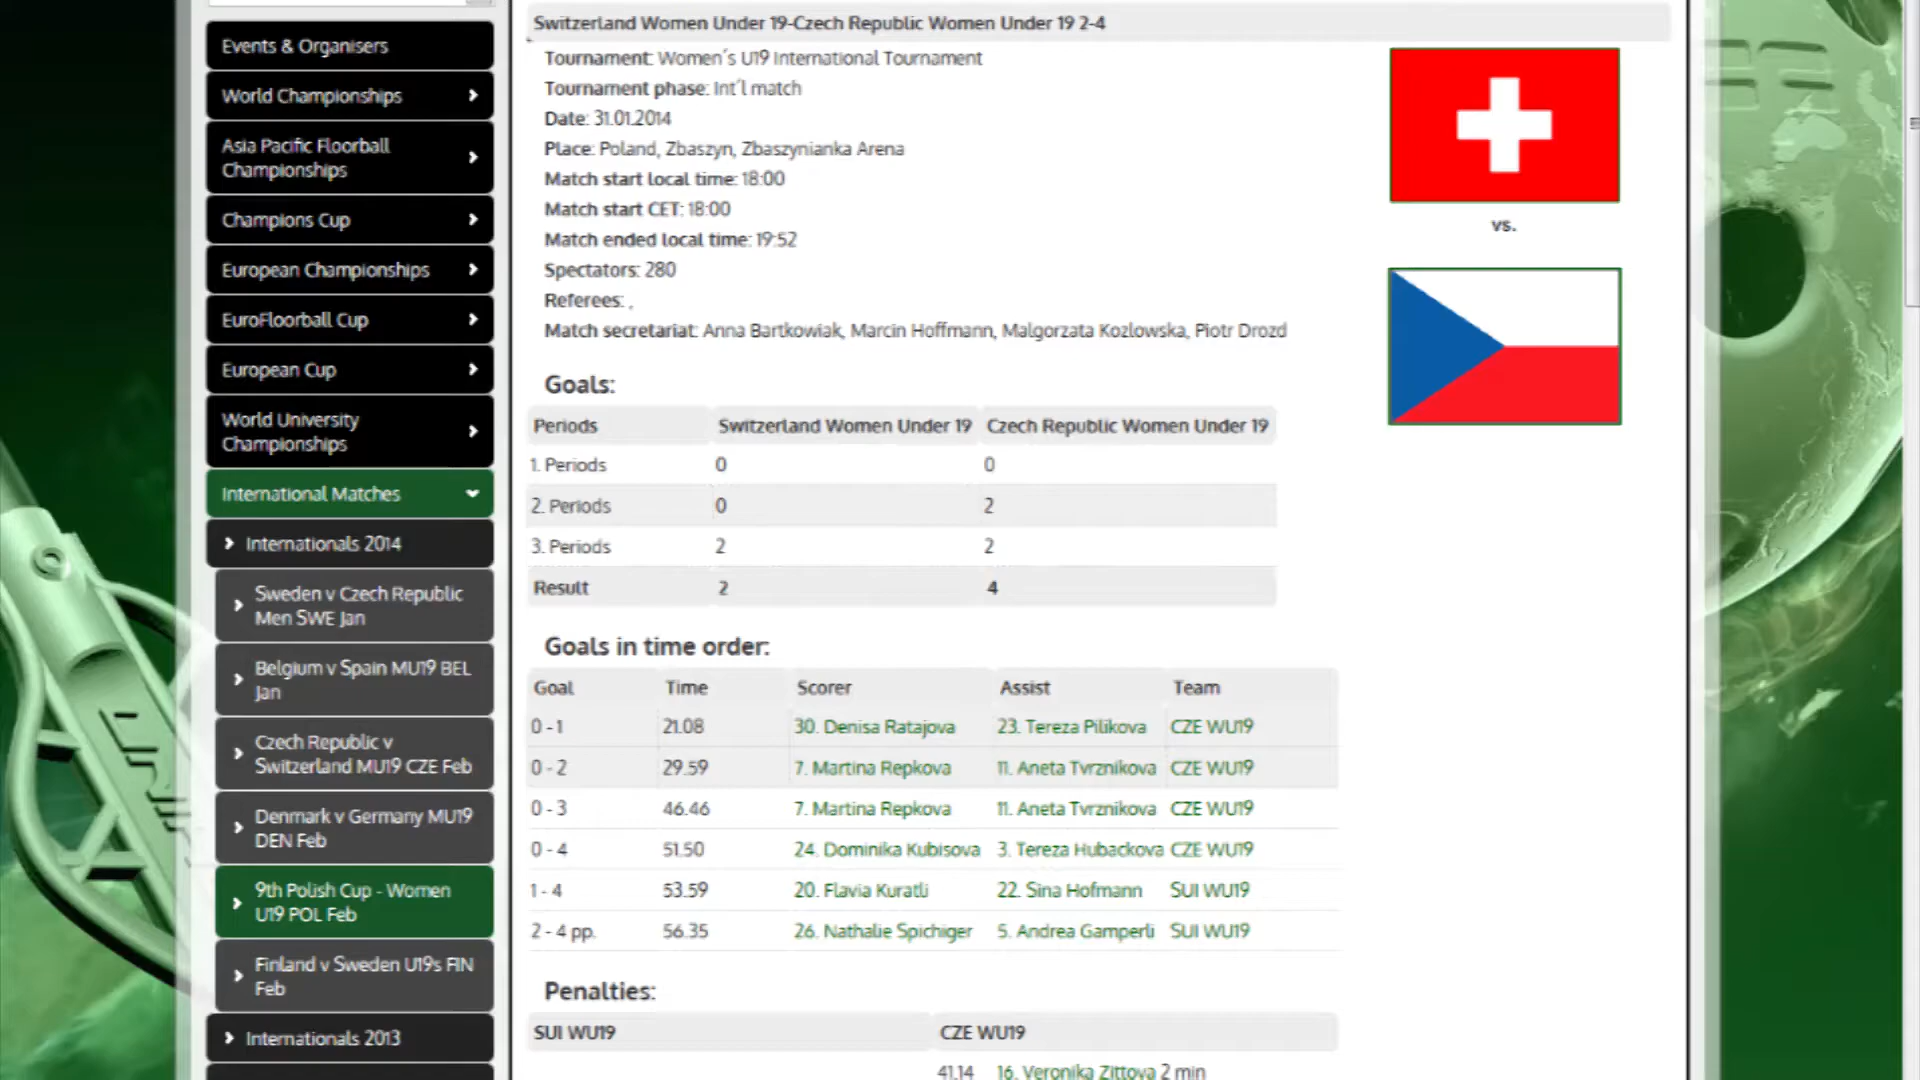 Events & Organisers
World Championships
Asia Pacific Floorball
Championships
Champions Cup
European Championships
EuroFloorball Cup
European Cup
World University
Championships
International Matches
Internationals 2014
Sweden v Czech Republic
Men SWE Jan
Belgium v Spain MU19 BEL
Jan
Czech Republic v
Switzerland MU19 CZE Feb
Denmark v Germany MU19
DEN Feb
9th Polish Cup - Women
U19 POL Feb
Finland v Sweden U19s FIN
Feb
Internationals 2013
Switzerland Women Under 19-Czech Republic Women Under 19 2-4
Tournament: Women´s U19 International Tournament
Tournament phase: Int´l match
Date: 31.01.2014
Place: Poland, Zbaszyn, Zbaszynianka Arena
Match start local time: 18:00
Match start CET: 18:00
Match ended local time: 19:52
Spectators: 280
Referees: ,
Match secretariat: Anna Bartkowiak, Marcin Hoffmann, Malgorzata Kozlowska, Piotr Drozd
vs.
Goals:
Periods Switzerland Women Under 19 Czech Republic Women Under 19
1. Periods 0 0
2. Periods 0 2
3. Periods 2 2
Result 2 4
Goals in time order:
Goal Time Scorer Assist Team
0 - 1 21.08 30. Denisa Ratajova 23. Tereza Pilikova CZE WU19
0 - 2 29.59 7. Martina Repkova 11. Aneta Tvrznikova CZE WU19
0 - 3 46.46 7. Martina Repkova 11. Aneta Tvrznikova CZE WU19
0 - 4 51.50 24. Dominika Kubisova 3. Tereza Hubackova CZE WU19
1 - 4 53.59 20. Flavia Kuratli 22. Sina Hofmann SUI WU19
2 - 4 pp. 56.35 26. Nathalie Spichiger 5. Andrea Gamperli SUI WU19
Penalties:
SUI WU19 CZE WU19
41.14 16. Veronika Zittova 2 min